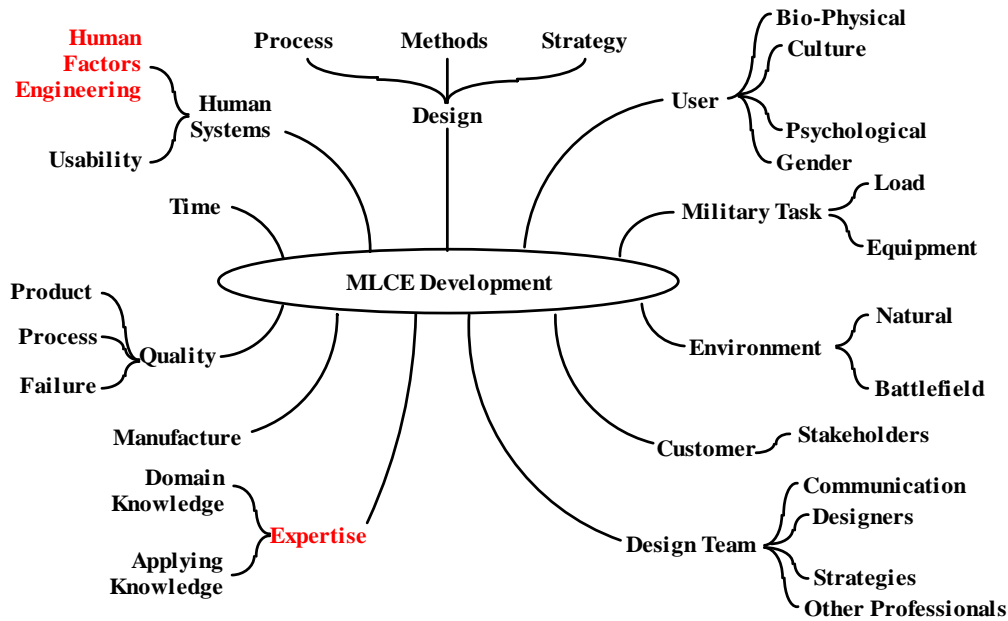 Human
Factors
Engineering
Usability
Human
Systems
Process
Methods
Strategy
Design
Bio-Physical
Culture
User
Psychological
Gender
Time
Load
Military Task
Equipment
MLCE Development
Product
Process
Quality
Failure
Natural
Environment
Battlefield
Manufacture
Customer
Stakeholders
Domain
Knowledge
Expertise
Applying
Knowledge
Communication
Designers
Design Team
Strategies
Other Professionals